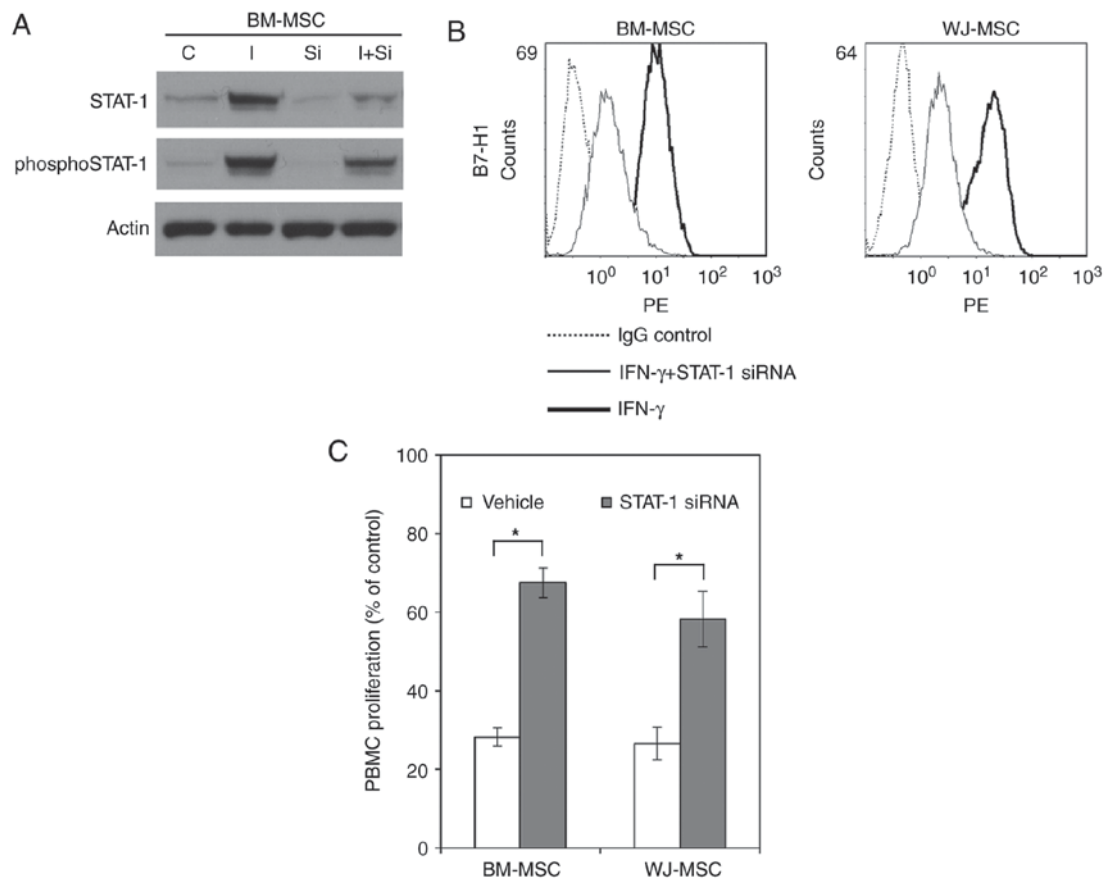 A
BM-MSC
C I Si I+Si
STAT-1
phosphoSTAT-1
Actin
B
BM-MSC
69
B7-H1
Counts
10⁰ 10¹ 10² 10³
PE
WJ-MSC
64
Counts
10⁰ 10¹ 10² 10³
PE
IgG control
IFN-γ+STAT-1 siRNA
IFN-γ
C
PBMC proliferation (% of control)
100
80
60
40
20
0
Vehicle STAT-1 siRNA
*
*
BM-MSC WJ-MSC